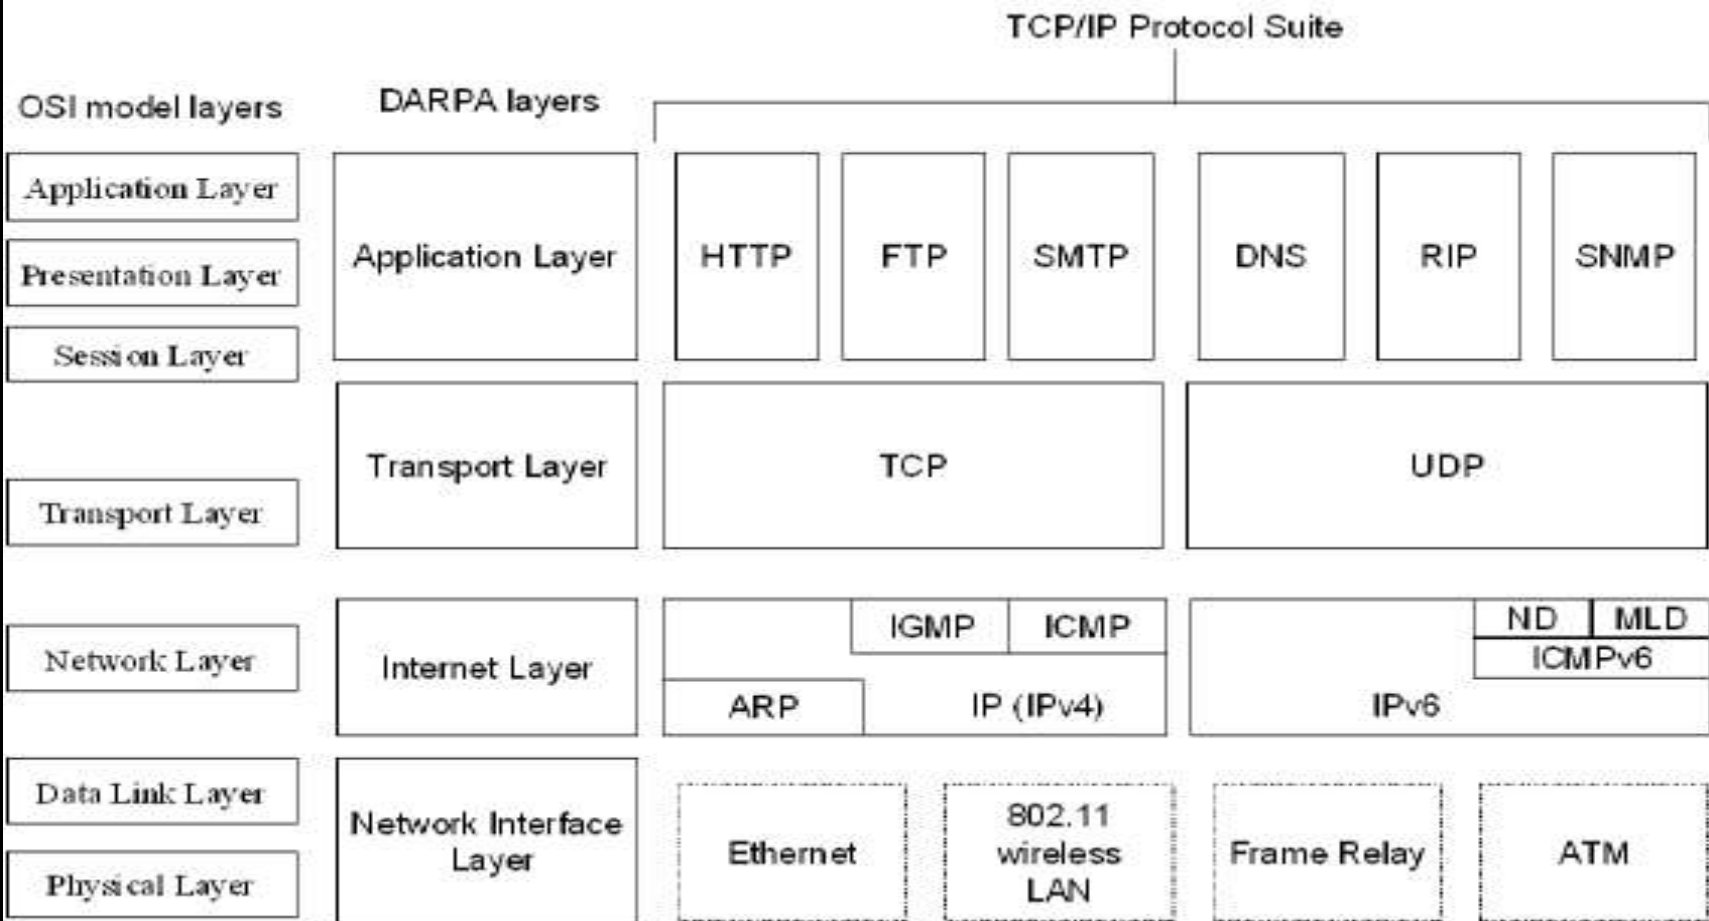 TCP/IP Protocol Suite
OSI model layers
DARPA layers
Application Layer
Presentation Layer
Session Layer
Transport Layer
Network Layer
Data Link Layer
Physical Layer
Application Layer
Transport Layer
Internet Layer
Network Interface
Layer
HTTP
FTP
SMTP
DNS
RIP
SNMP
TCP
UDP
IGMP
ICMP
ARP
IP (IPv4)
ND
MLD
ICMPv6
IPv6
Ethernet
802.11
wireless
LAN
Frame Relay
ATM